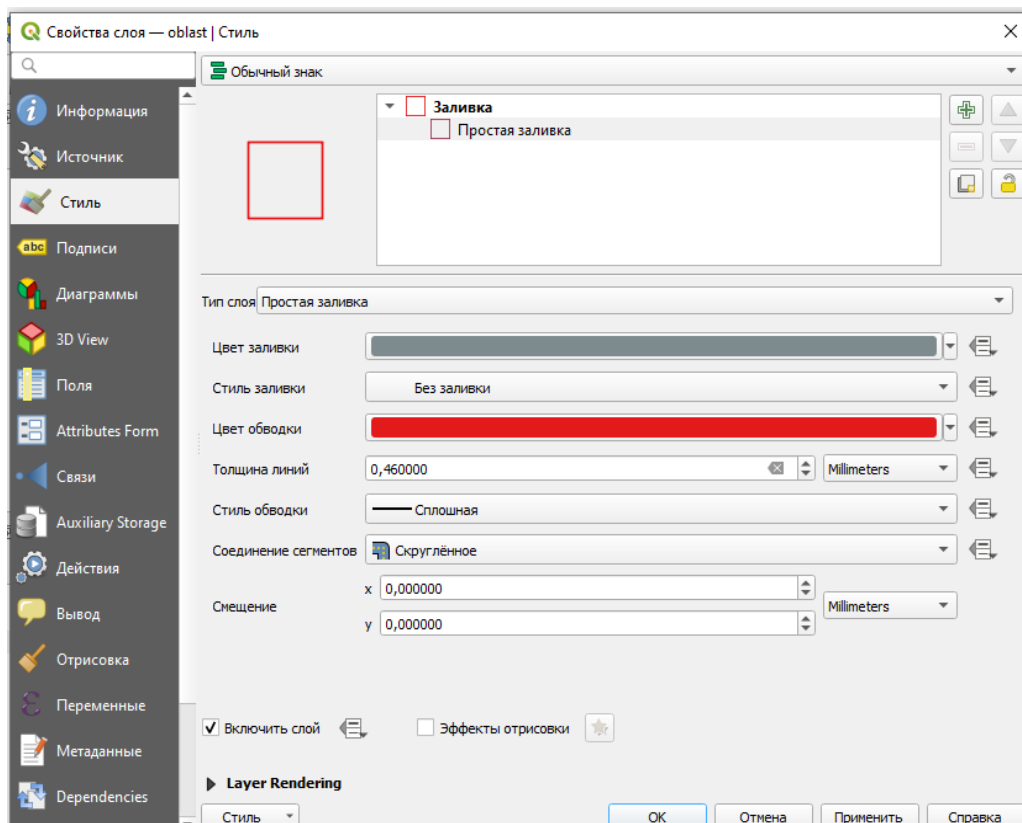 Свойства слоя — oblast | Стиль
Обычный знак
Информация
Источник
Стиль
Подписи
Диаграммы
3D View
Поля
Attributes Form
Связи
Auxiliary Storage
Действия
Вывод
Отрисовка
Переменные
Метаданные
Dependencies
Заливка
Простая заливка
Тип слоя Простая заливка
Цвет заливки
Стиль заливки Без заливки
Цвет обводки
Толщина линий 0,460000 Millimeters
Стиль обводки Сплошная
Соединение сегментов Скруглённое
Смещение x 0,000000 Millimeters
y 0,000000
Включить слой Эффекты отрисовки
Layer Rendering
Стиль OK Отмена Применить Справка
abc